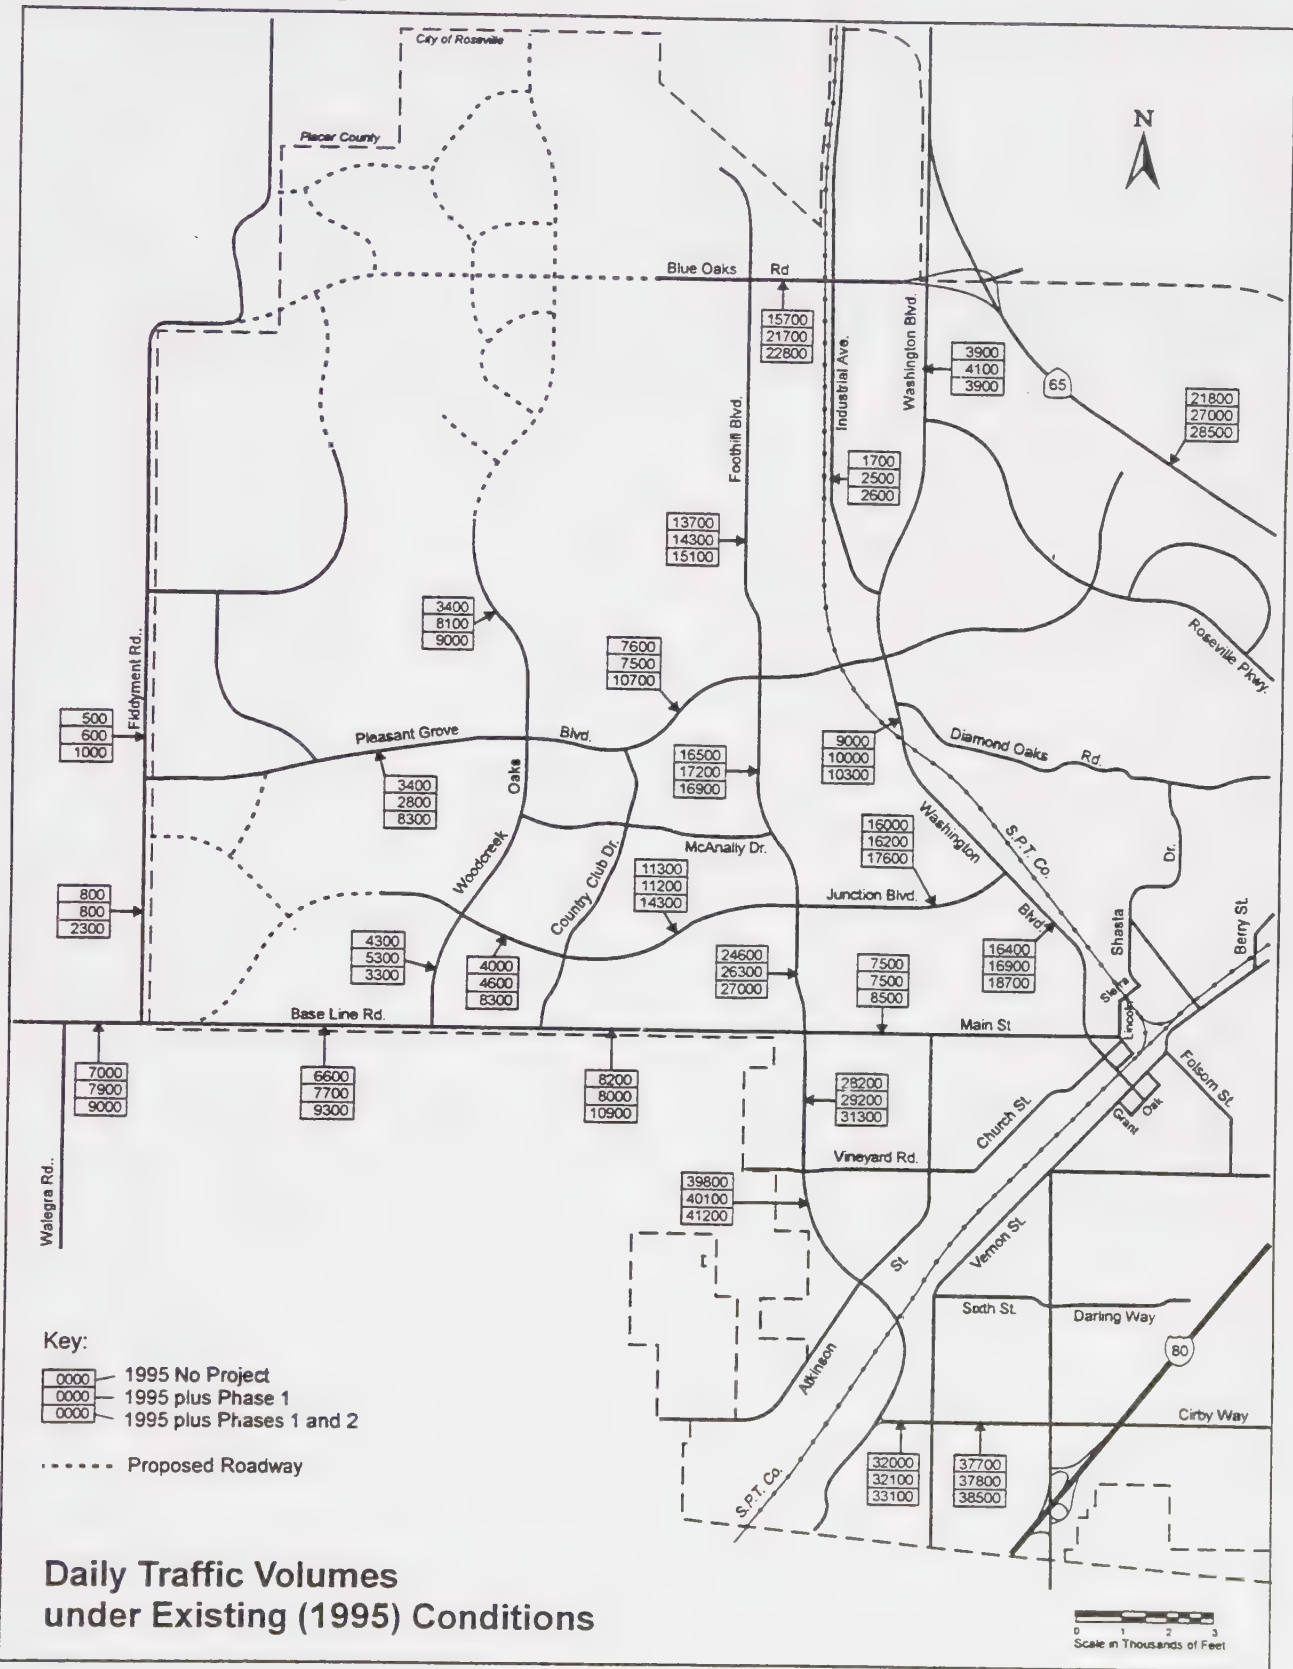 City of Roseville
Placer County
N
Blue Oaks Rd
15700
21700
22800
Industrial Ave.
Washington Blvd.
3900
4100
3900
65
21800
27000
28500
Foothill Blvd.
1700
2500
2600
13700
14300
15100
3400
8100
9000
7600
7500
10700
Roseville Pkwy.
Fiddyment Rd..
500
600
1000
Pleasant Grove Blvd.
Oaks
16500
17200
16900
9000
10000
10300
Diamond Oaks Rd.
3400
2800
8300
Woodcreek
Country Club Dr.
McAnally Dr.
16000
16200
17600
Washington
S.P.T. Co.
Dr.
11300
11200
14300
Junction Blvd.
Blvd.
800
800
2300
4300
5300
3300
4000
4600
8300
24600
26300
27000
7500
7500
8500
16400
16900
18700
Shasta
Berry St.
Sierra
Lincoln
Base Line Rd.
Main St
7000
7900
9000
6600
7700
9300
8200
8000
10900
28200
29200
31300
Church St.
Folsom St.
Grant
Oak
Vineyard Rd.
Walegra Rd..
39800
40100
41200
St.
Vernon St.
Sixth St.
Darling Way
80
Atkinson
Cirby Way
32000
32100
33100
37700
37800
38500
S.P.T. Co.
Key:
0000 1995 No Project
0000 1995 plus Phase 1
0000 1995 plus Phases 1 and 2
Proposed Roadway
Daily Traffic Volumes
under Existing (1995) Conditions
0 1 2 3
Scale in Thousands of Feet